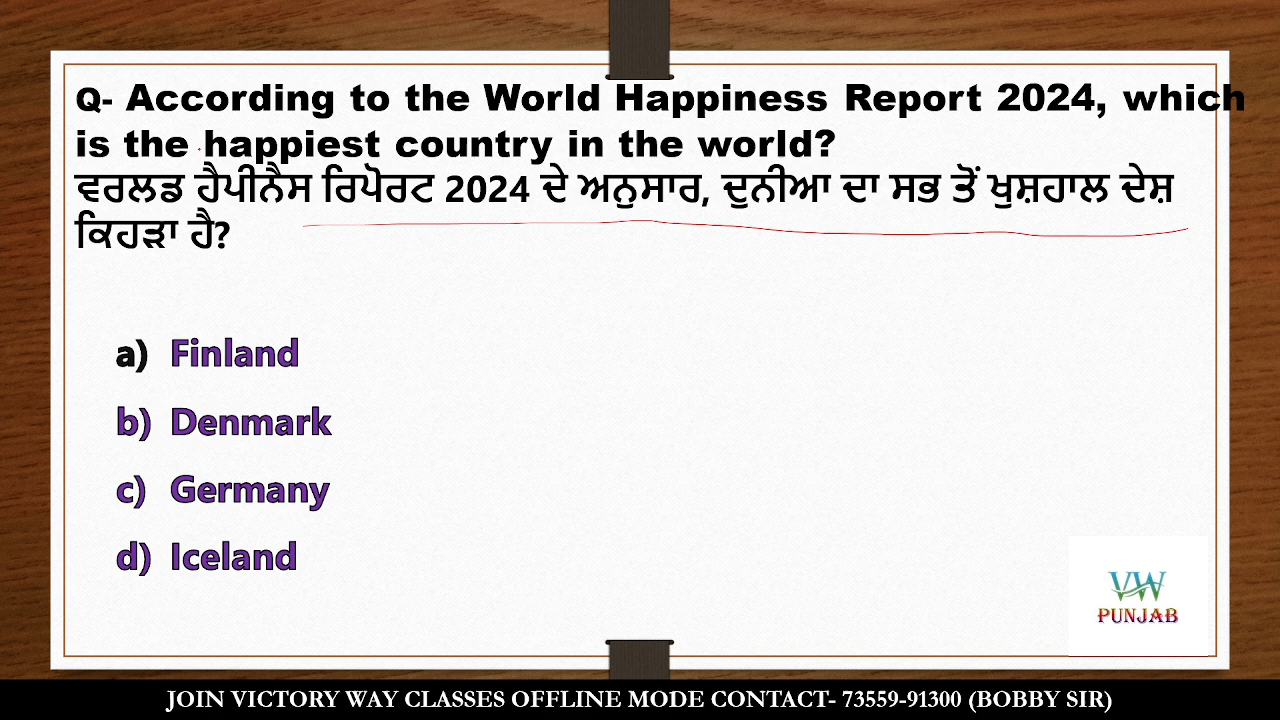 Q- According to the World Happiness Report 2024, which
is the happiest country in the world?
ਵਰਲਡ ਹੈਪੀਨੈਸ ਰਿਪੋਰਟ 2024 ਦੇ ਅਨੁਸਾਰ, ਦੁਨੀਆ ਦਾ ਸਭ ਤੋਂ ਖੁਸ਼ਹਾਲ ਦੇਸ਼
ਕਿਹੜਾ ਹੈ?
a) Finland
b) Denmark
c) Germany
d) Iceland
VW
PUNJAB
JOIN VICTORY WAY CLASSES OFFLINE MODE CONTACT- 73559-91300 (BOBBY SIR)